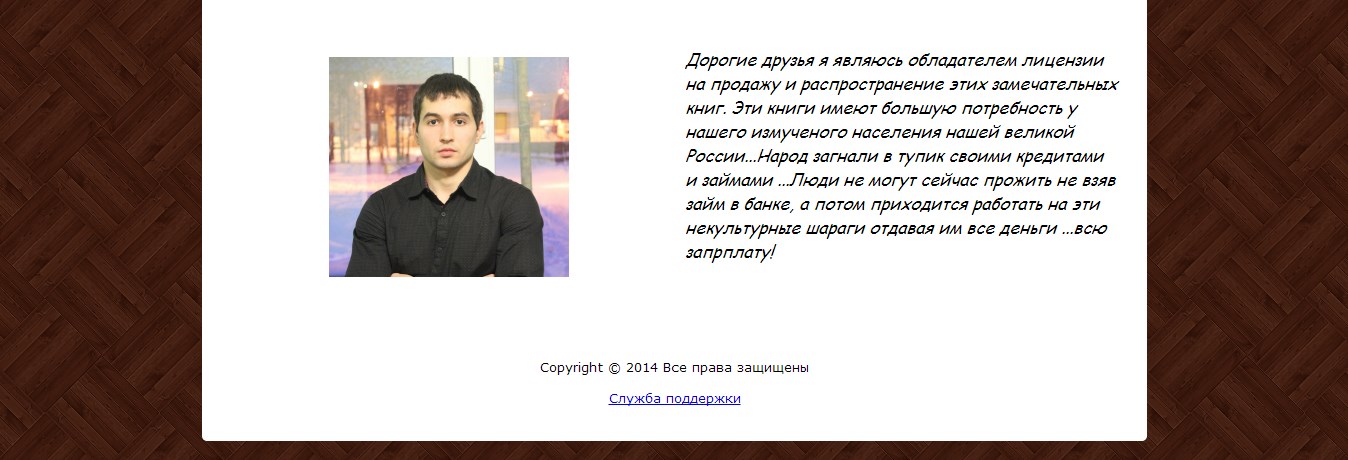 Дорогие друзья я являюсь обладателем лицензии
на продажу и распространение этих замечательных
книг. Эти книги имеют большую потребность у
нашего измученого населения нашей великой
России...Народ загнали в тупик своими кредитами
и займами ...Люди не могут сейчас прожить не взяв
займ в банке, а потом приходится работать на эти
некультурные шараги отдавая им все деньги ...всю
запрплату!
Copyright © 2014 Все права защищены
Служба поддержки